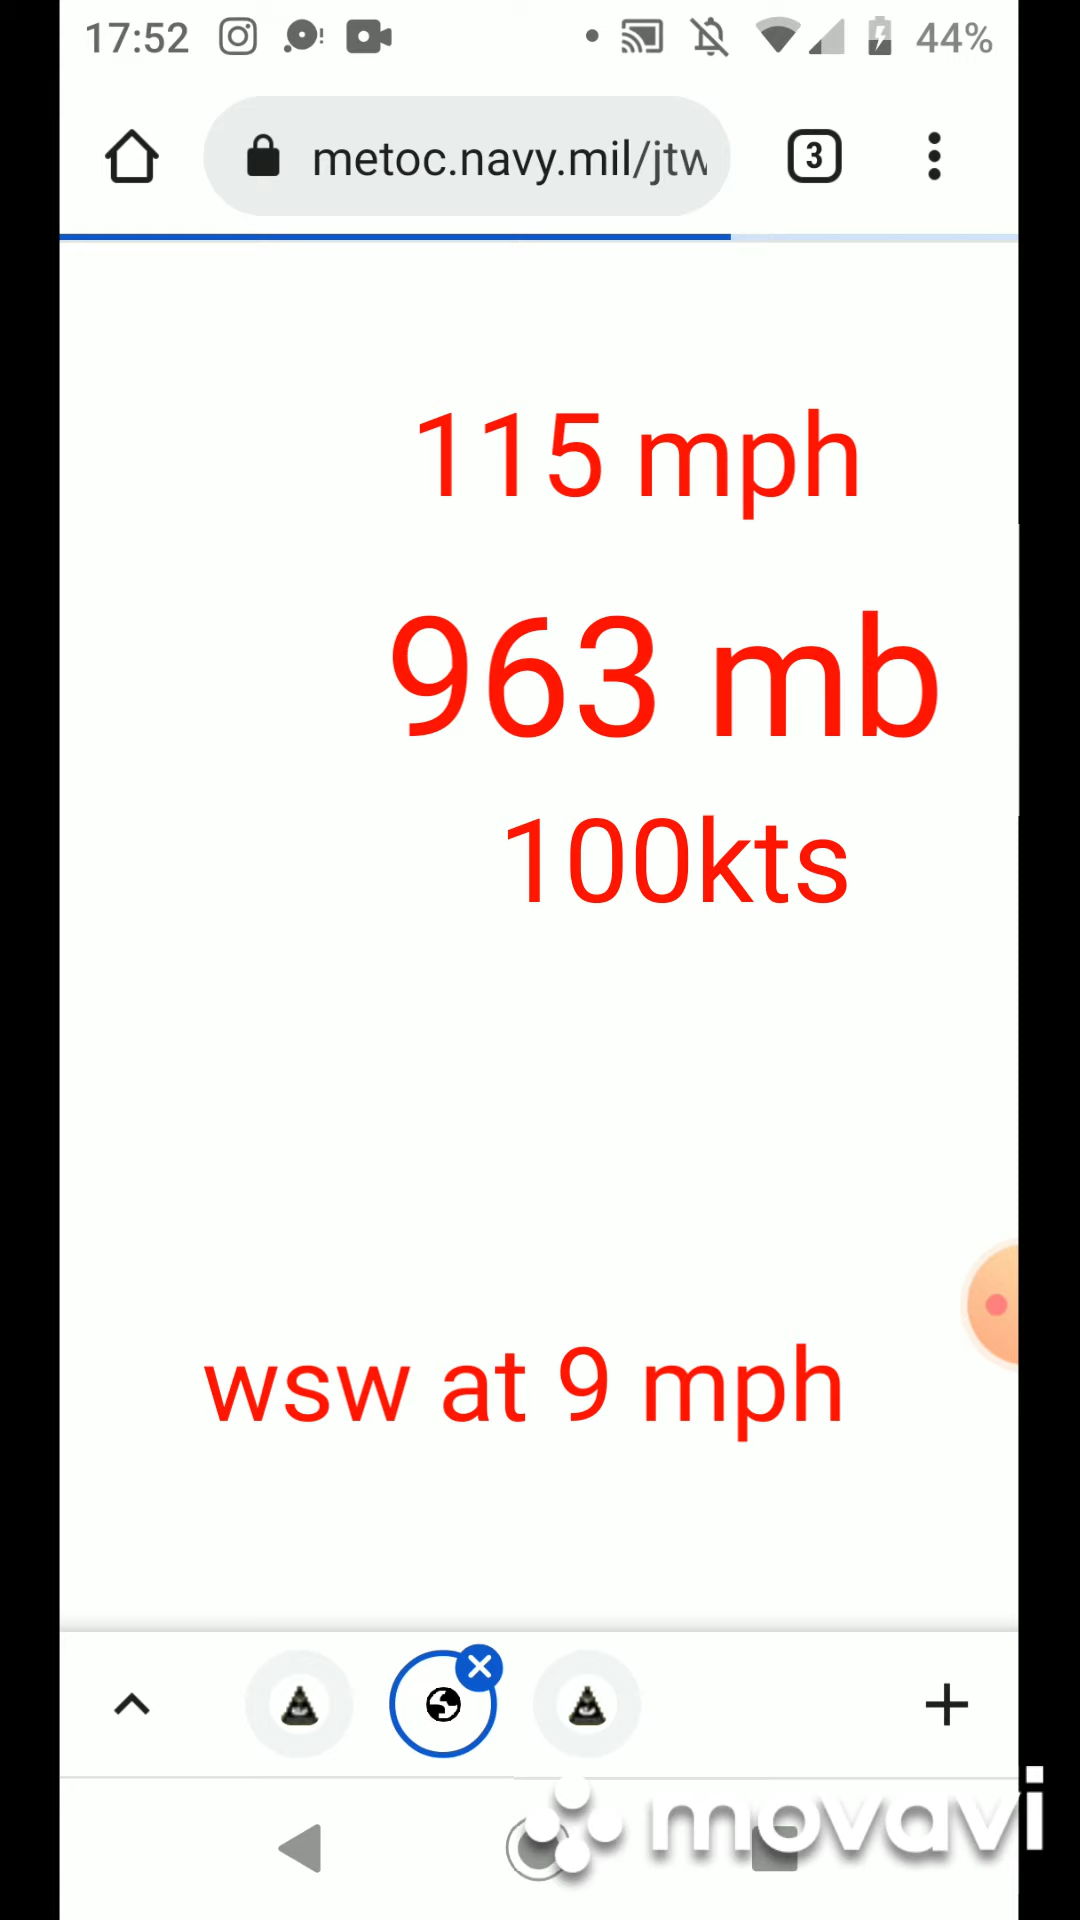 17:52
44%
metoc.navy.mil/jtw
3
115 mph
963 mb
100kts
wsw at 9 mph
movavi